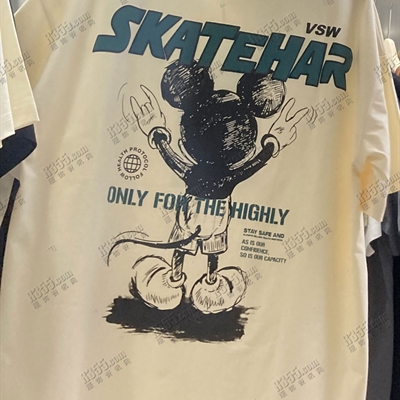 VSW
SKATEHAR
FOLLOW HEALTH PROTOCOL
ONLY FOR THE HIGHLY
STAY SAFE AND
AS IS OUR
CONFIDENCE,
SO IS OUR CAPACITY